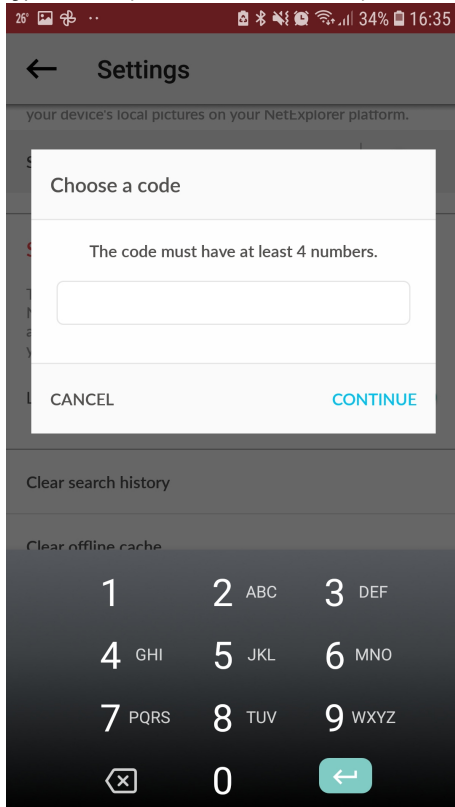 26°
34% 16:35
Settings
your device's local pictures on your NetExplorer platform.
Choose a code
The code must have at least 4 numbers.
CANCEL CONTINUE
Clear search history
Clear offline cache
1 2 ABC 3 DEF
4 GHI 5 JKL 6 MNO
7 PQRS 8 TUV 9 WXYZ
0